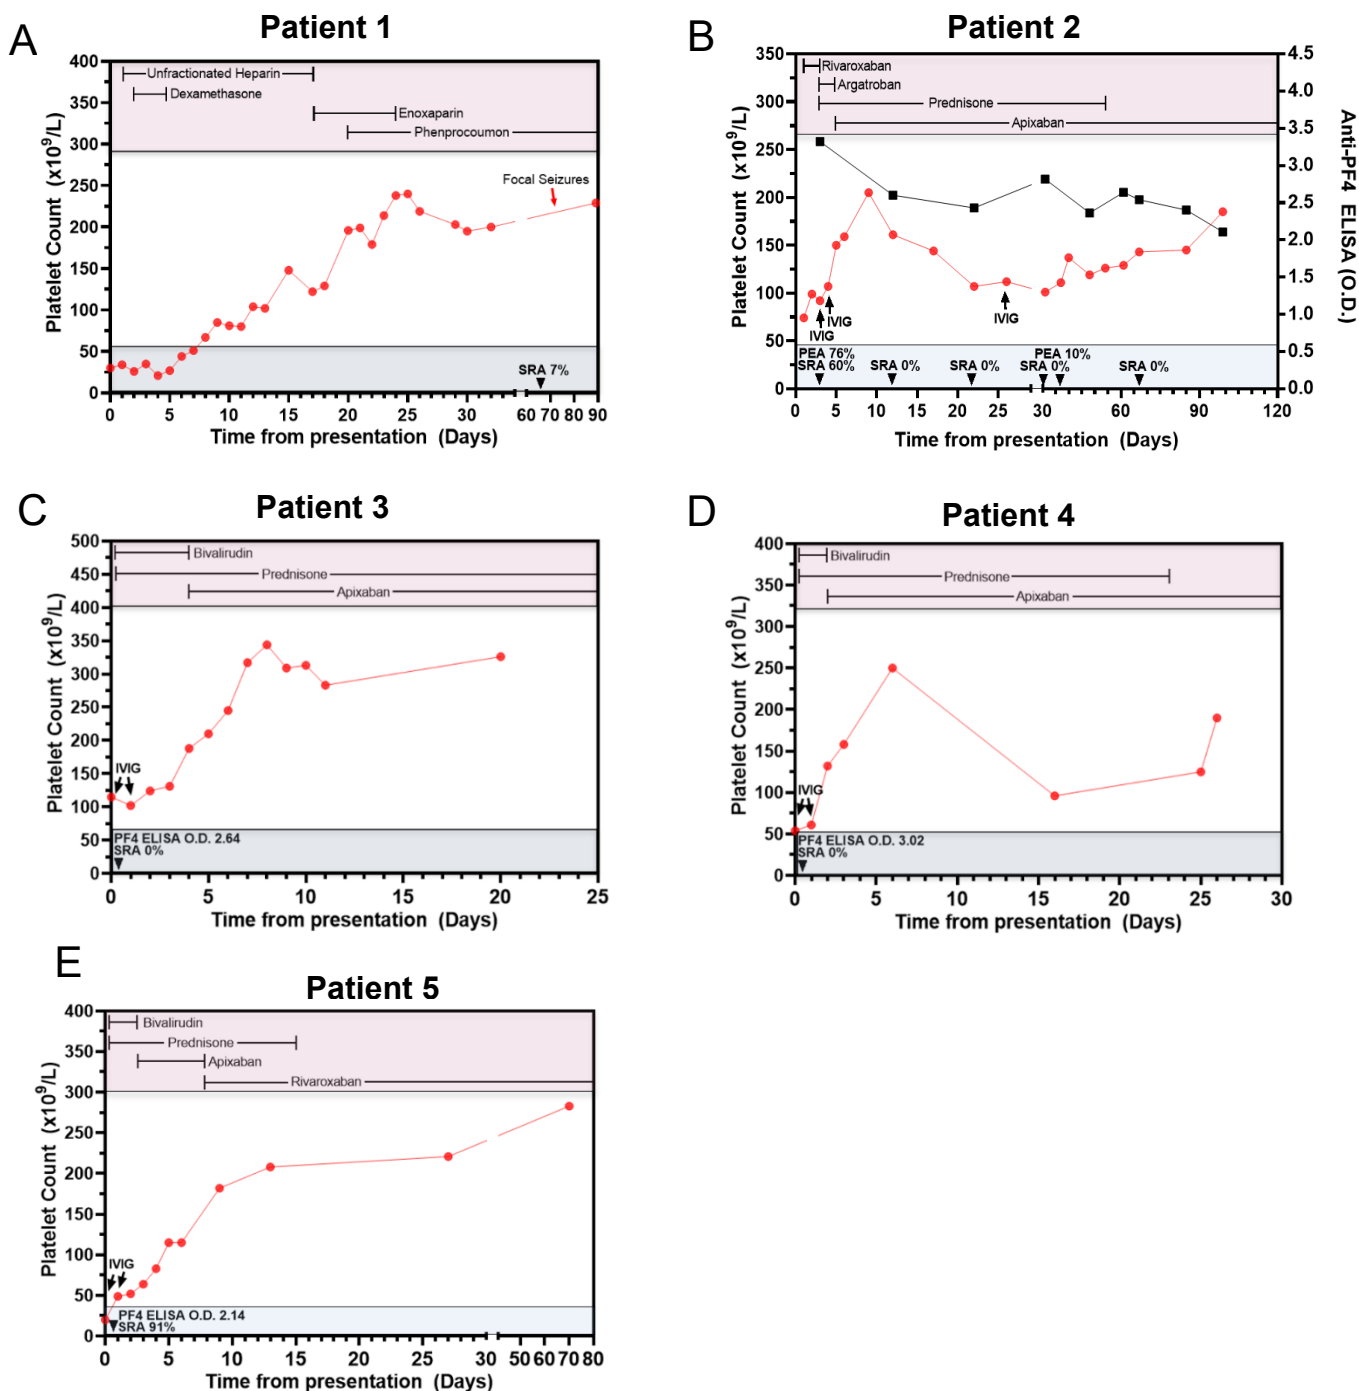 A
Patient 1
Platelet Count (x10⁹/L)
400
350
300
250
200
150
100
50
0
Unfractionated Heparin
Dexamethasone
Enoxaparin
Phenprocoumon
Focal Seizures
SRA 7%
0 5 10 15 20 25 30 60 70 80 90
Time from presentation (Days)
B
Patient 2
Platelet Count (x10⁹/L)
350
300
250
200
150
100
50
0
Rivaroxaban
Argatroban
Prednisone
Apixaban
IVIG
IVIG
IVIG
PEA 76%
SRA 60%
SRA 0%
SRA 0%
PEA 10%
SRA 0%
SRA 0%
4.5
4.0
3.5
3.0
2.5
2.0
1.5
1.0
0.5
0.0
Anti-PF4 ELISA (O.D.)
0 5 10 15 20 25 30 60 90 120
Time from presentation (Days)
C
Patient 3
Platelet Count (x10⁹/L)
500
450
400
350
300
250
200
150
100
50
0
Bivalirudin
Prednisone
Apixaban
IVIG
PF4 ELISA O.D. 2.64
SRA 0%
0 5 10 15 20 25
Time from presentation (Days)
D
Patient 4
Platelet Count (x10⁹/L)
400
350
300
250
200
150
100
50
0
Bivalirudin
Prednisone
Apixaban
IVIG
PF4 ELISA O.D. 3.02
SRA 0%
0 5 10 15 20 25 30
Time from presentation (Days)
E
Patient 5
Platelet Count (x10⁹/L)
400
350
300
250
200
150
100
50
0
Bivalirudin
Prednisone
Apixaban
Rivaroxaban
IVIG
PF4 ELISA O.D. 2.14
SRA 91%
0 5 10 15 20 25 30 50 60 70 80
Time from presentation (Days)